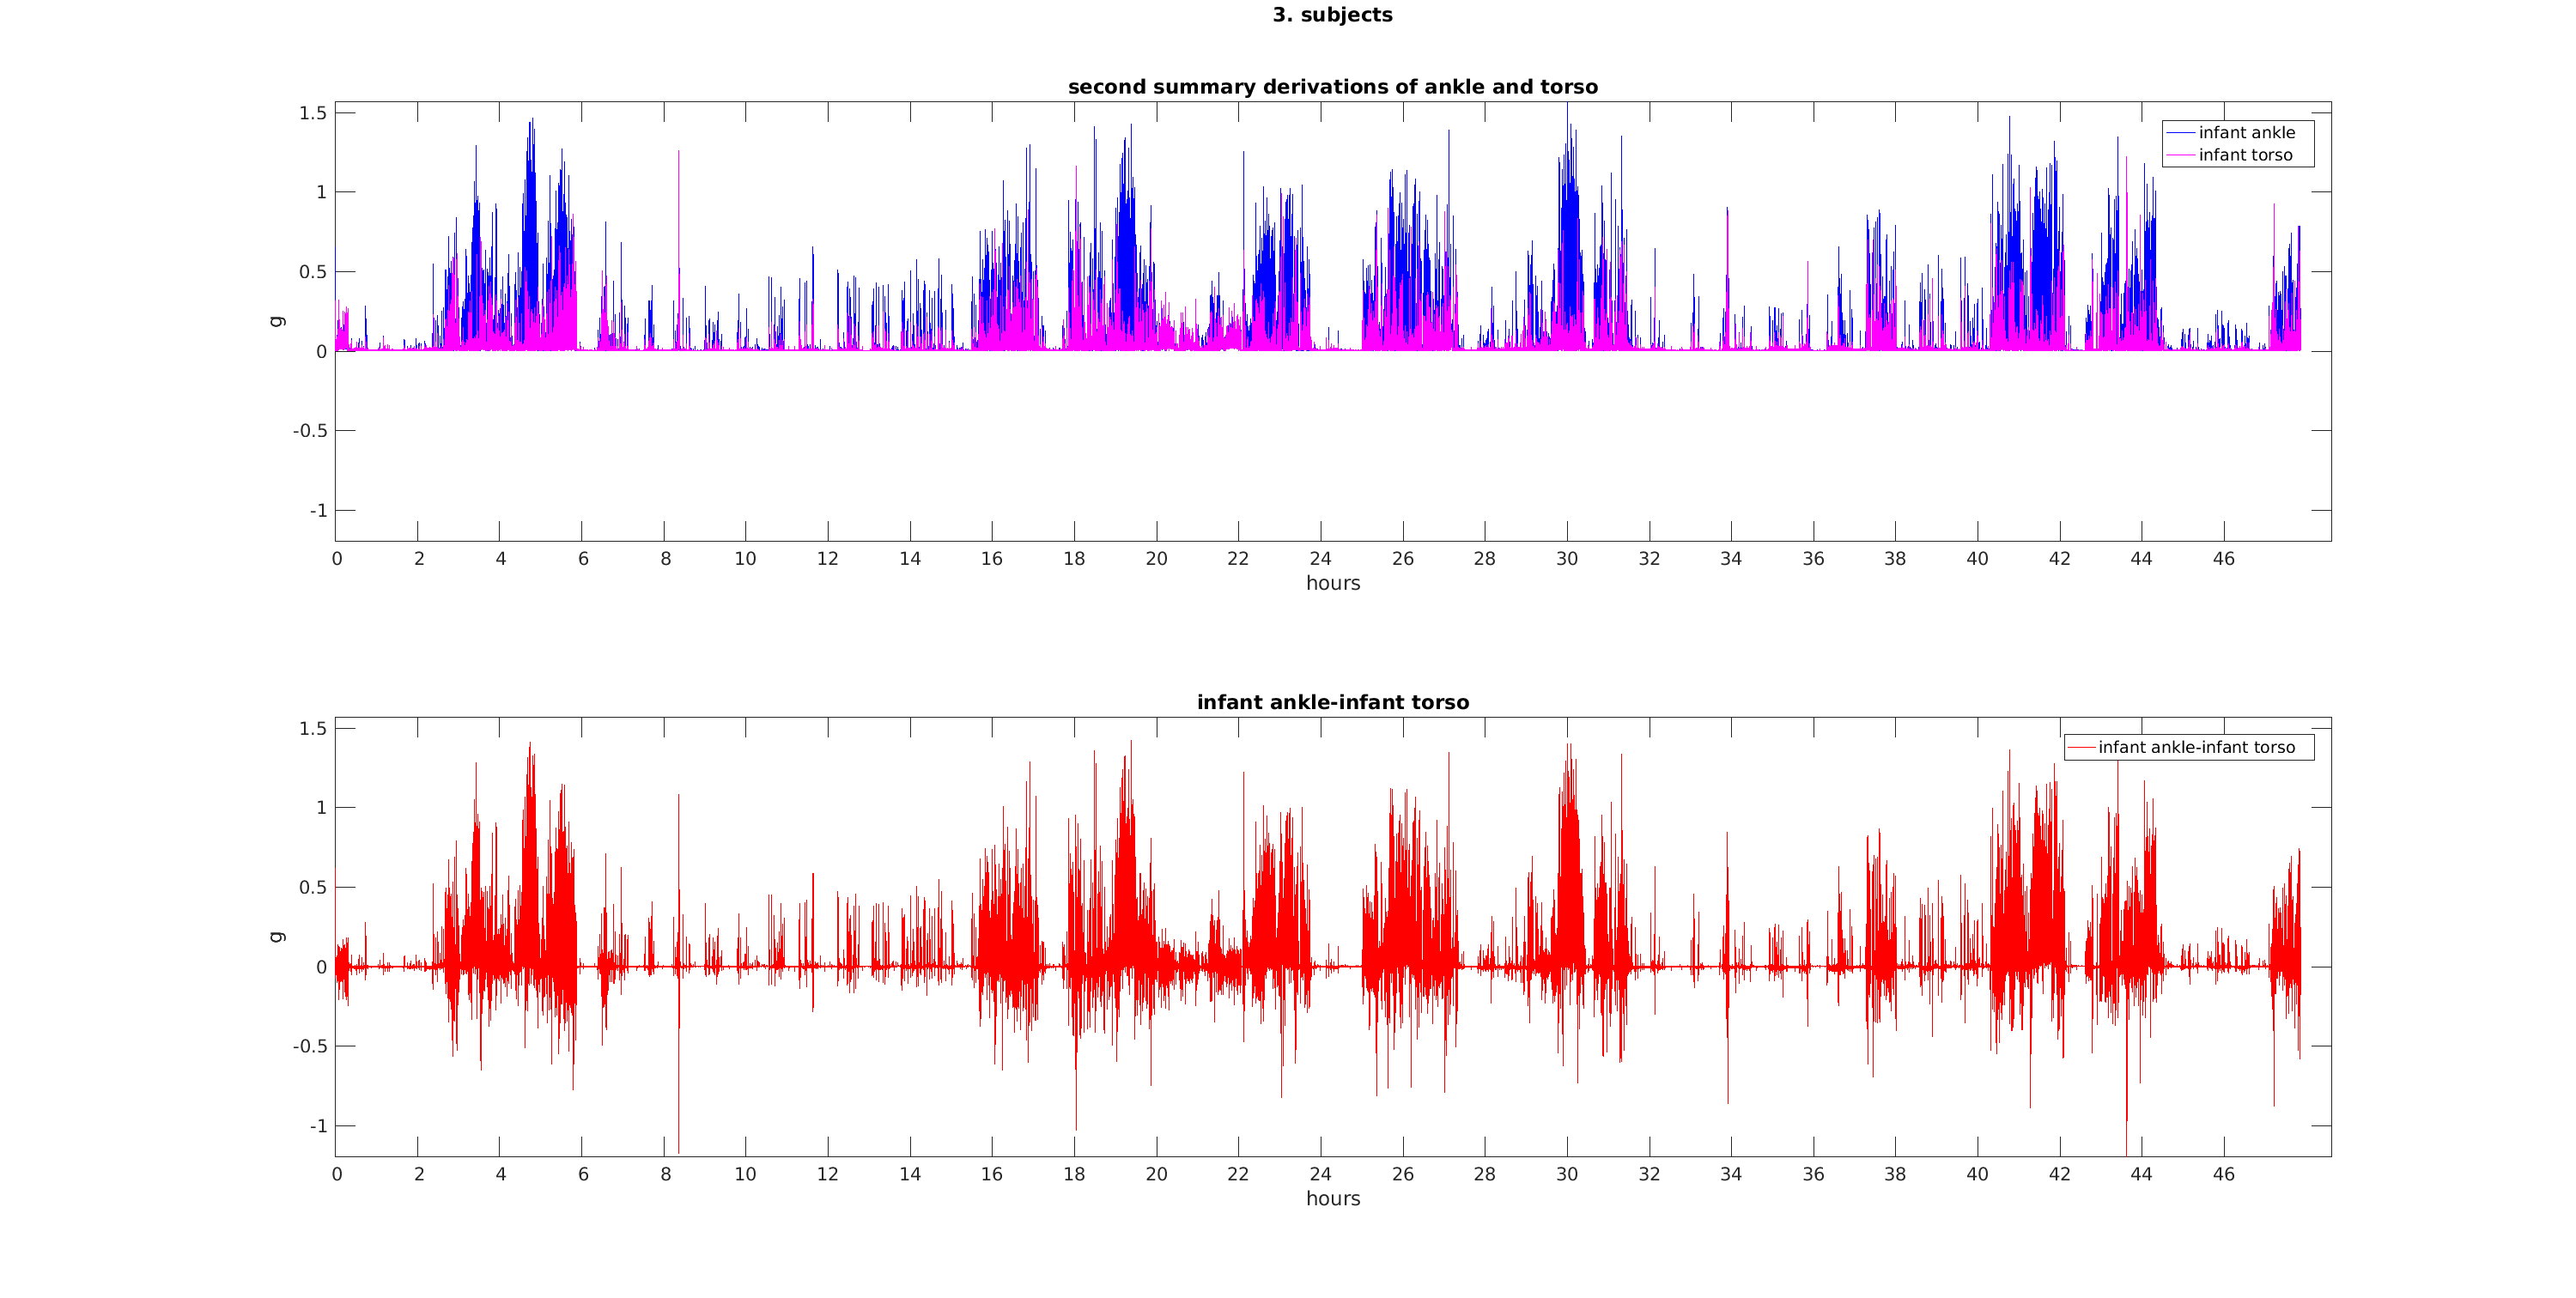 3. subjects
second summary derivations of ankle and torso
1.5
1
0.5
0
-0.5
-1
g
infant ankle
infant torso
0 2 4 6 8 10 12 14 16 18 20 22 24 26 28 30 32 34 36 38 40 42 44 46
hours
infant ankle-infant torso
1.5
1
0.5
0
-0.5
-1
g
infant ankle-infant torso
0 2 4 6 8 10 12 14 16 18 20 22 24 26 28 30 32 34 36 38 40 42 44 46
hours